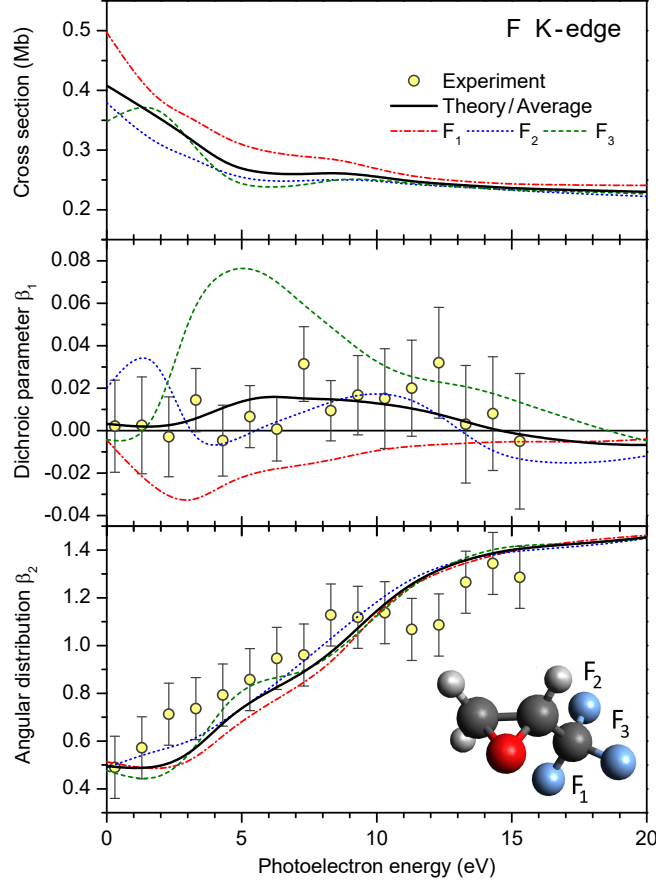 F K-edge
Cross section (Mb)
0.5
0.4
0.3
0.2
Experiment
Theory/Average
F₁ F₂ F₃
Dichroic parameter β₁
0.08
0.06
0.04
0.02
0.00
-0.02
-0.04
Angular distribution β₂
1.4
1.2
1.0
0.8
0.6
0.4
F₂
F₃
F₁
0 5 10 15 20
Photoelectron energy (eV)